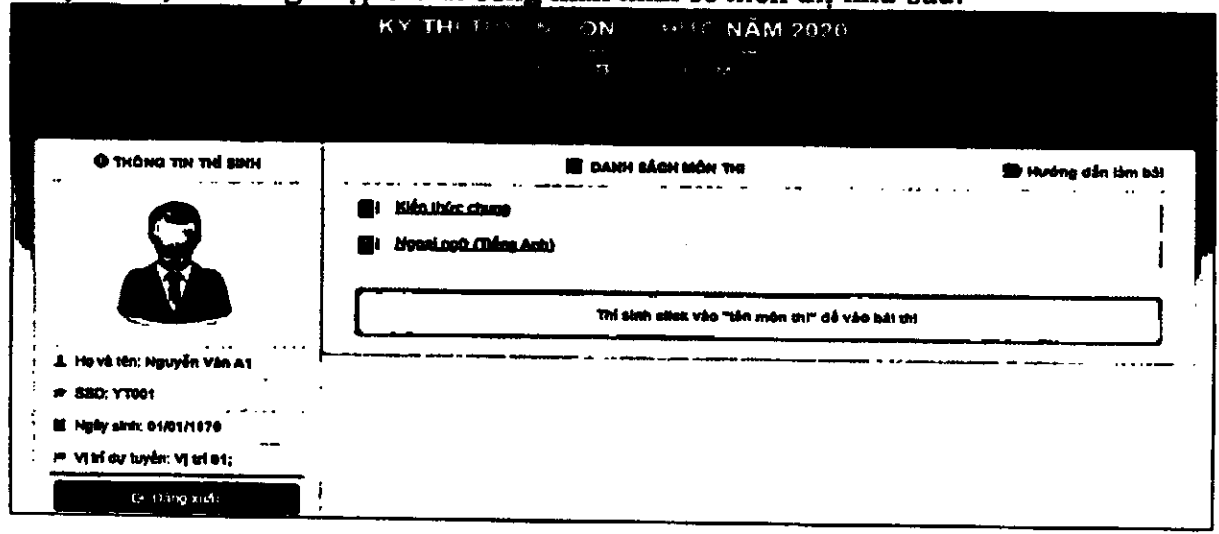 KỲ THI NĂM 2020
THÔNG TIN THÍ SINH
DANH SÁCH MÔN THI
Hướng dẫn làm bài
Kiến thức chung
Ngoại ngữ (Tiếng Anh)
Thí sinh click vào "tên môn thi" để vào bài thi
Họ và tên: Nguyễn Văn A1
SBD: YT001
Ngày sinh: 01/01/1970
Vị trí dự tuyển: Vị trí 01;
Đăng xuất